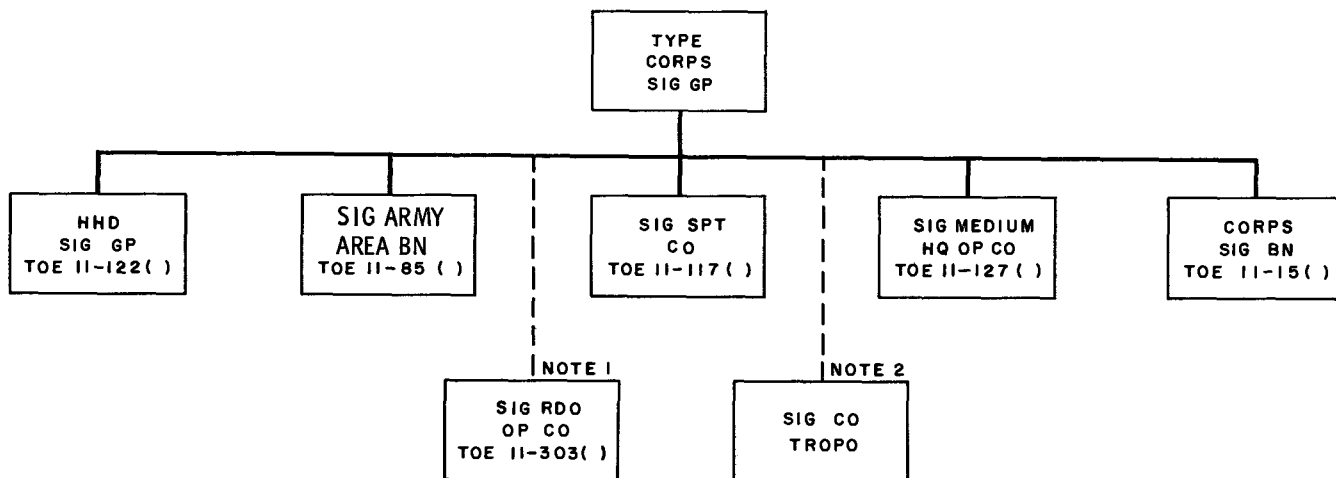 TYPE
CORPS
SIG GP
HHD
SIG GP
TOE 11-122( )
SIG ARMY
AREA BN
TOE 11-85 ( )
SIG SPT
CO
TOE 11-117( )
SIG MEDIUM
HQ OP CO
TOE 11-127( )
CORPS
SIG BN
TOE 11-15( )
NOTE 1
SIG RDO
OP CO
TOE 11-303( )
NOTE 2
SIG CO
TROPO